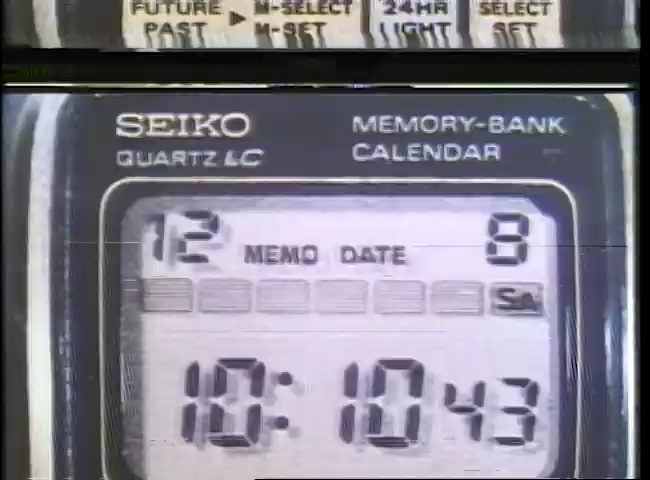 FUTURE M-SELECT 24HR SELECT
PAST M-SET LIGHT SET
SEIKO MEMORY-BANK
QUARTZ LC CALENDAR
12 MEMO DATE 8
SA
10:10 43